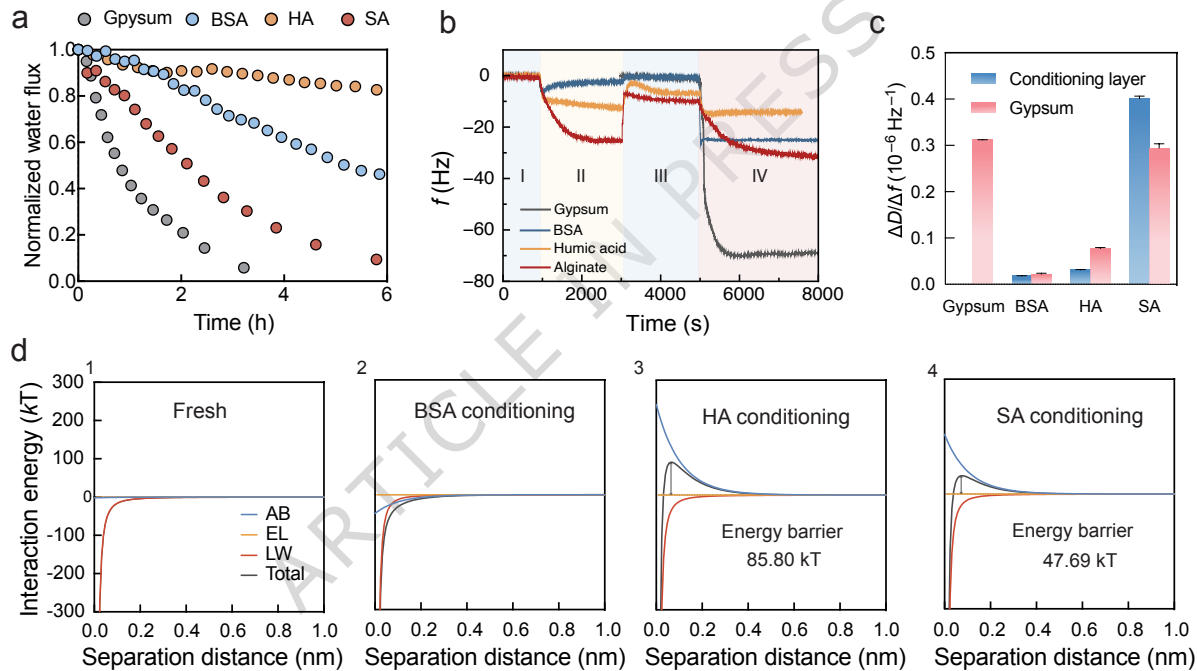 Gpysum BSA HA SA
a
1.0
0.8
0.6
0.4
0.2
0.0
Normalized water flux
0 2 4 6
Time (h)
b
0
−20
−40
−60
−80
f (Hz)
I II III IV
Gypsum
BSA
Humic acid
Alginate
0 2000 4000 6000 8000
Time (s)
c
0.5
0.4
0.3
0.2
0.1
0.0
ΔD/Δf (10⁻⁶ Hz⁻¹)
Conditioning layer
Gypsum
Gypsum BSA HA SA
d
1
300
200
100
0
-100
-200
-300
Interaction energy (kT)
Fresh
AB
EL
LW
Total
0.0 0.2 0.4 0.6 0.8 1.0
Separation distance (nm)
2
BSA conditioning
0.0 0.2 0.4 0.6 0.8 1.0
Separation distance (nm)
3
HA conditioning
Energy barrier
85.80 kT
0.0 0.2 0.4 0.6 0.8 1.0
Separation distance (nm)
4
SA conditioning
Energy barrier
47.69 kT
0.0 0.2 0.4 0.6 0.8 1.0
Separation distance (nm)
ARTICLE IN PRESS